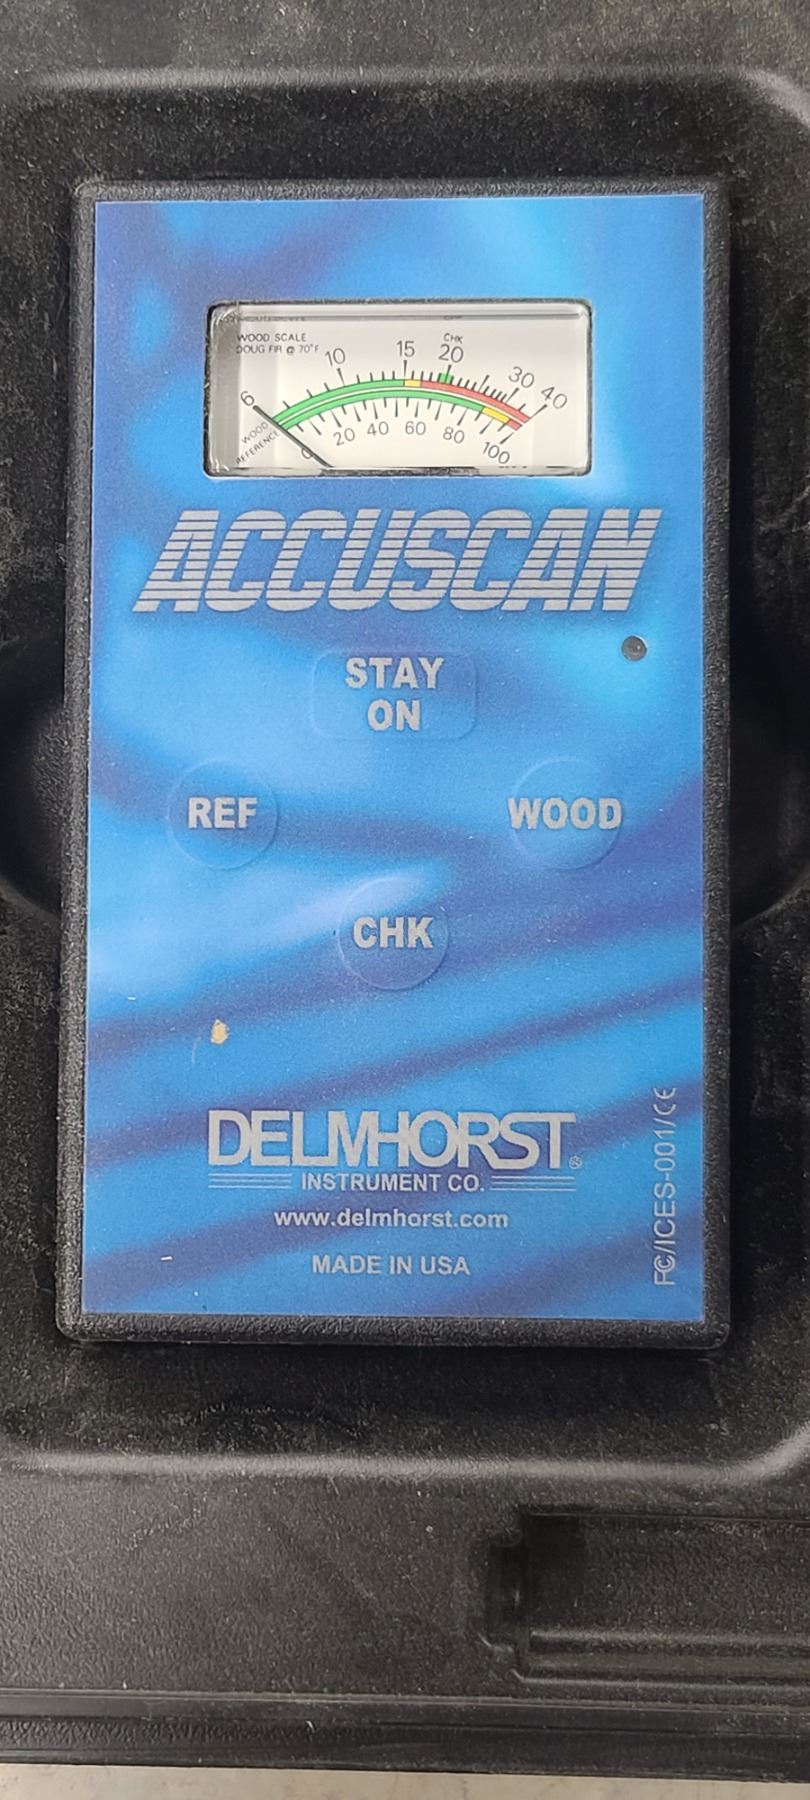 WOOD SCALE
DOUG FIR @ 70°F
CHK
6 10 15 20 30 40
WOOD
REFERENCE
0 20 40 60 80 100
ACCUSCAN
STAY
ON
REF
WOOD
CHK
DELMHORST®
INSTRUMENT CO.
www.delmhorst.com
MADE IN USA
FC/ICES-001/CE